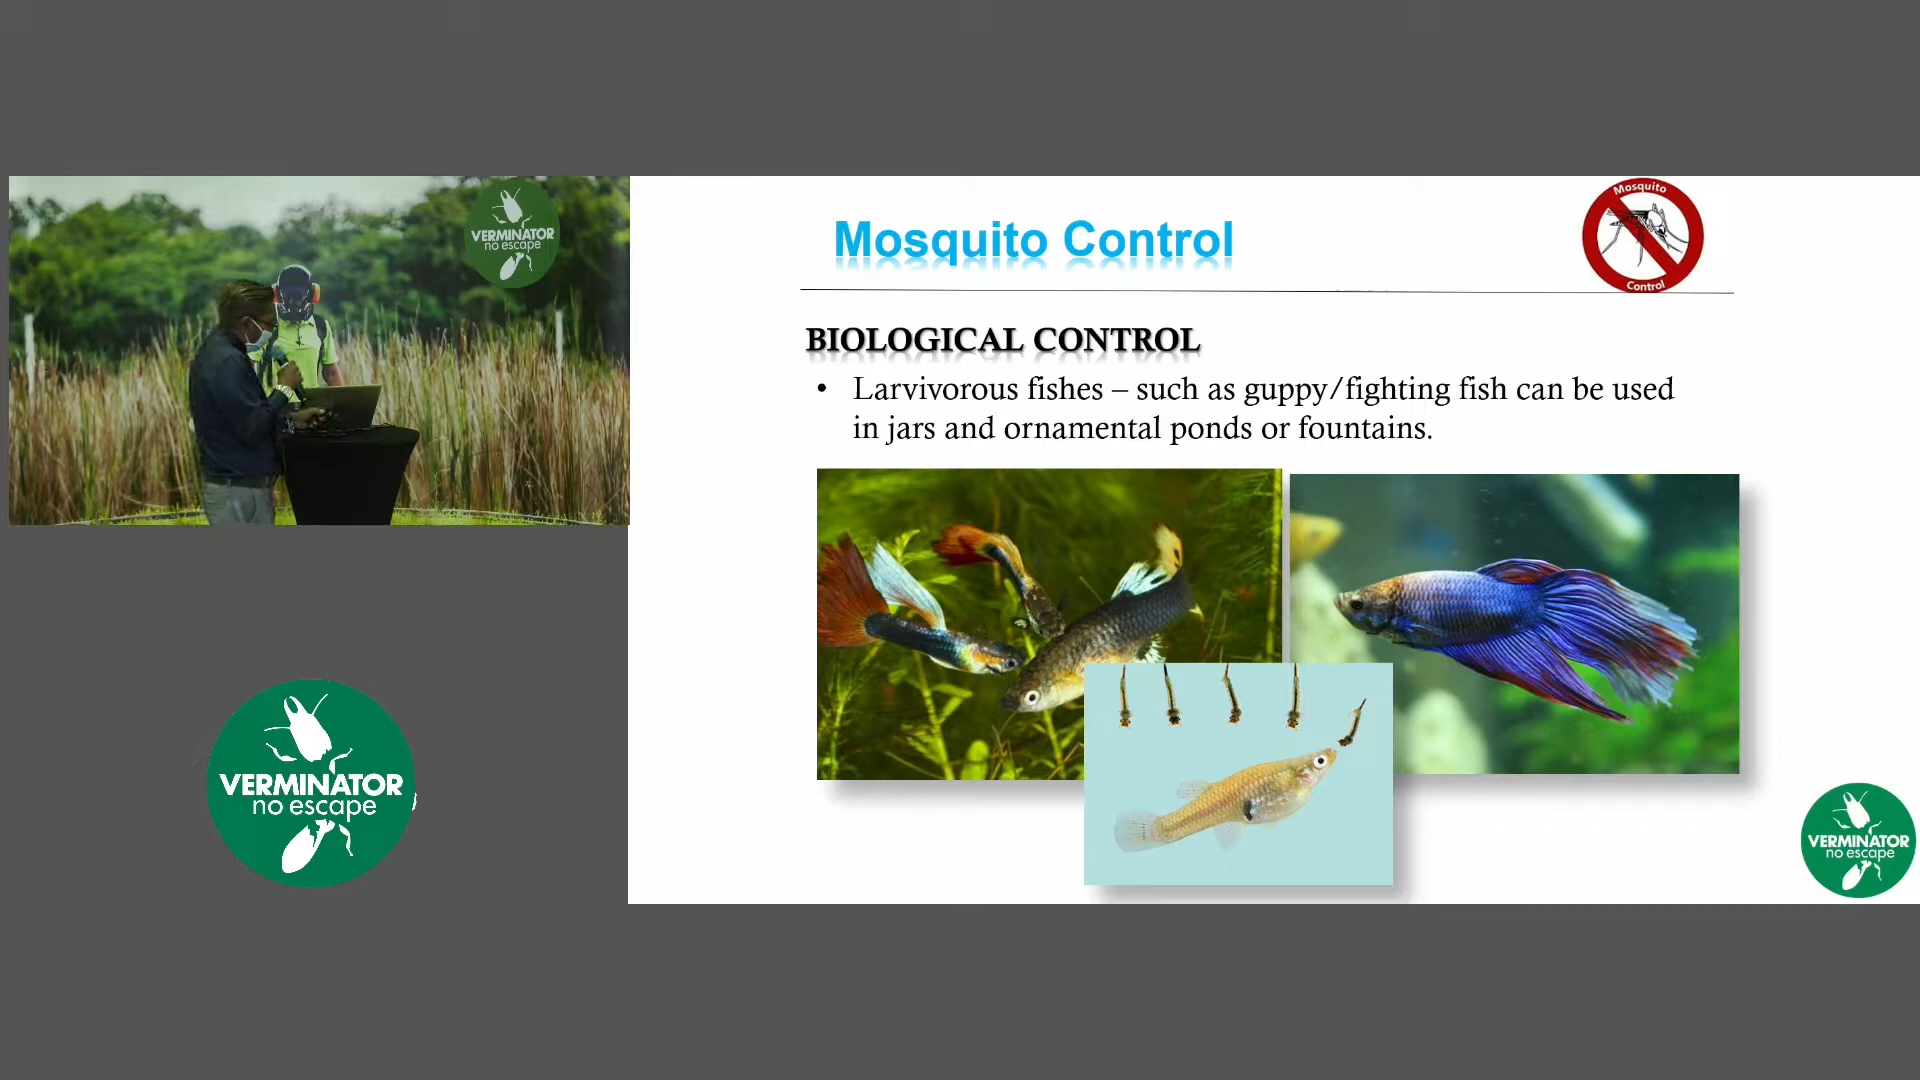 VERMINATOR
no escape
Mosquito Control
Mosquito
Control
BIOLOGICAL CONTROL
• Larvivorous fishes – such as guppy/fighting fish can be used
in jars and ornamental ponds or fountains.
VERMINATOR
no escape
VERMINATOR
no escape